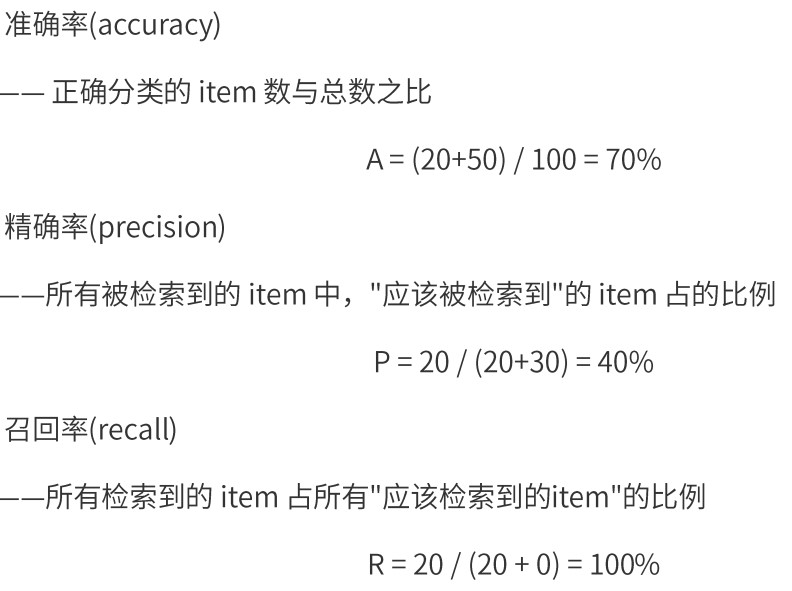 准确率(accuracy)
—— 正确分类的 item 数与总数之比
A = (20+50) / 100 = 70%
精确率(precision)
——所有被检索到的 item 中，"应该被检索到"的 item 占的比例
P = 20 / (20+30) = 40%
召回率(recall)
——所有检索到的 item 占所有"应该检索到的item"的比例
R = 20 / (20 + 0) = 100%